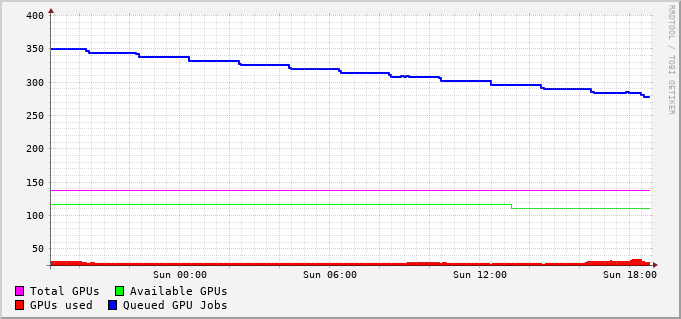 400
350
300
250
200
150
100
50
Sun 00:00 Sun 06:00 Sun 12:00 Sun 18:00
Total GPUs Available GPUs
GPUs used Queued GPU Jobs
RRDTOOL / TOBI OETIKER